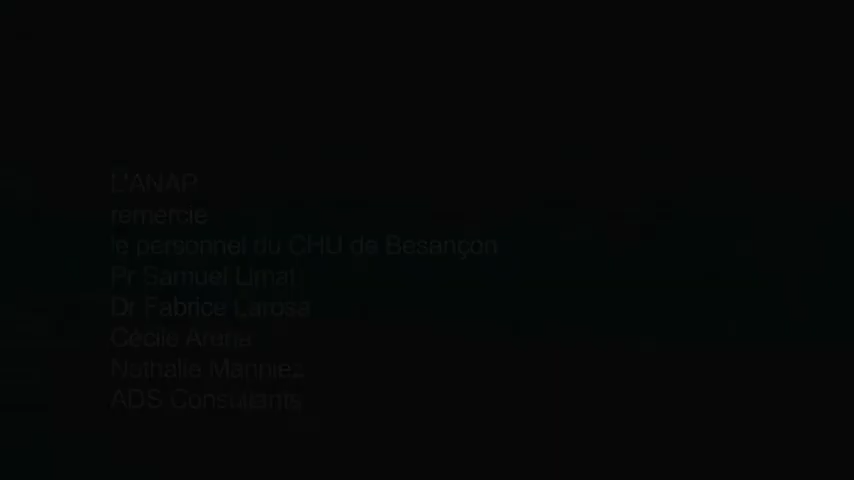 L'ANAP
remercie
le personnel du CHU de Besançon
Pr Samuel Limat
Dr Fabrice Larosa
Cécile Arena
Nathalie Manniez
ADS Consultants